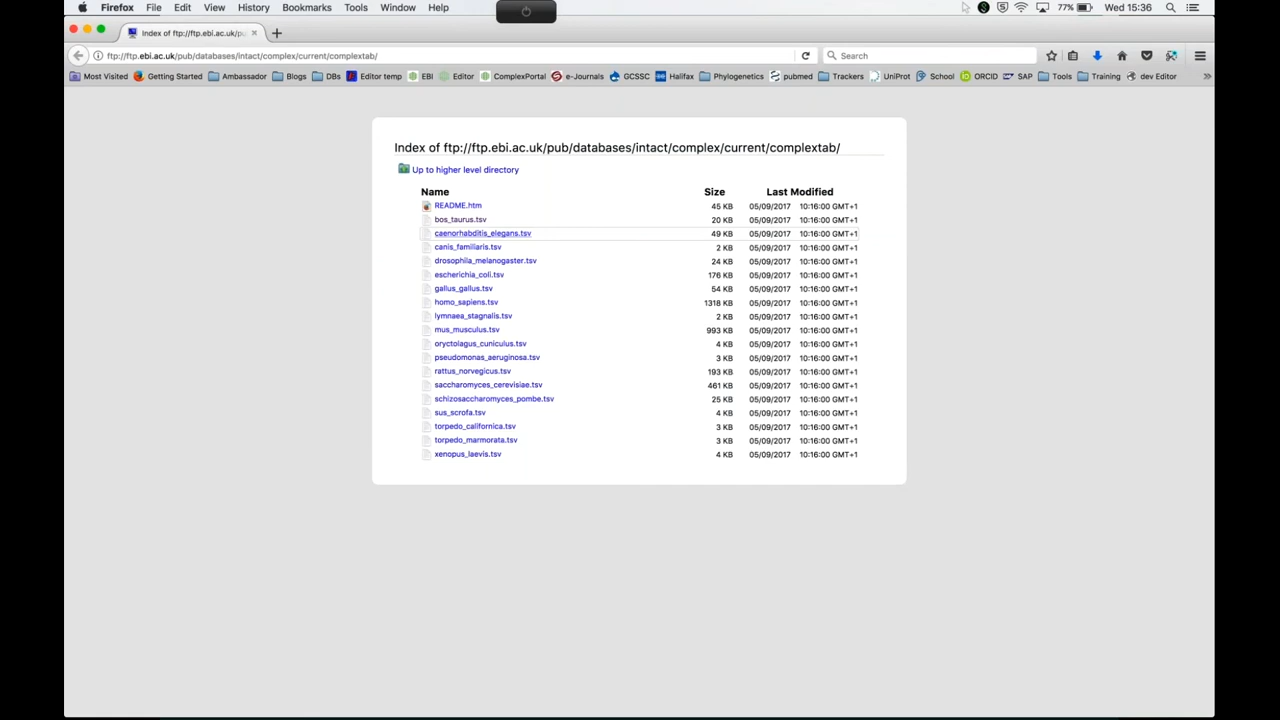 Firefox File Edit View History Bookmarks Tools Window Help 77% Wed 15:36
Index of ftp://ftp.ebi.ac.uk/pu
ftp://ftp.ebi.ac.uk/pub/databases/intact/complex/current/complextab/ Search
Most Visited Getting Started Ambassador Blogs DBs Editor temp EBI Editor ComplexPortal e-Journals GCSSC Halifax Phylogenetics pubmed Trackers UniProt School ORCID SAP Tools Training dev Editor
Index of ftp://ftp.ebi.ac.uk/pub/databases/intact/complex/current/complextab/
Up to higher level directory
Name Size Last Modified
README.htm 45 KB 05/09/2017 10:16:00 GMT+1
bos_taurus.tsv 20 KB 05/09/2017 10:16:00 GMT+1
caenorhabditis_elegans.tsv 49 KB 05/09/2017 10:16:00 GMT+1
canis_familiaris.tsv 2 KB 05/09/2017 10:16:00 GMT+1
drosophila_melanogaster.tsv 24 KB 05/09/2017 10:16:00 GMT+1
escherichia_coli.tsv 176 KB 05/09/2017 10:16:00 GMT+1
gallus_gallus.tsv 54 KB 05/09/2017 10:16:00 GMT+1
homo_sapiens.tsv 1318 KB 05/09/2017 10:16:00 GMT+1
lymnaea_stagnalis.tsv 2 KB 05/09/2017 10:16:00 GMT+1
mus_musculus.tsv 993 KB 05/09/2017 10:16:00 GMT+1
oryctolagus_cuniculus.tsv 4 KB 05/09/2017 10:16:00 GMT+1
pseudomonas_aeruginosa.tsv 3 KB 05/09/2017 10:16:00 GMT+1
rattus_norvegicus.tsv 193 KB 05/09/2017 10:16:00 GMT+1
saccharomyces_cerevisiae.tsv 461 KB 05/09/2017 10:16:00 GMT+1
schizosaccharomyces_pombe.tsv 25 KB 05/09/2017 10:16:00 GMT+1
sus_scrofa.tsv 4 KB 05/09/2017 10:16:00 GMT+1
torpedo_californica.tsv 3 KB 05/09/2017 10:16:00 GMT+1
torpedo_marmorata.tsv 3 KB 05/09/2017 10:16:00 GMT+1
xenopus_laevis.tsv 4 KB 05/09/2017 10:16:00 GMT+1